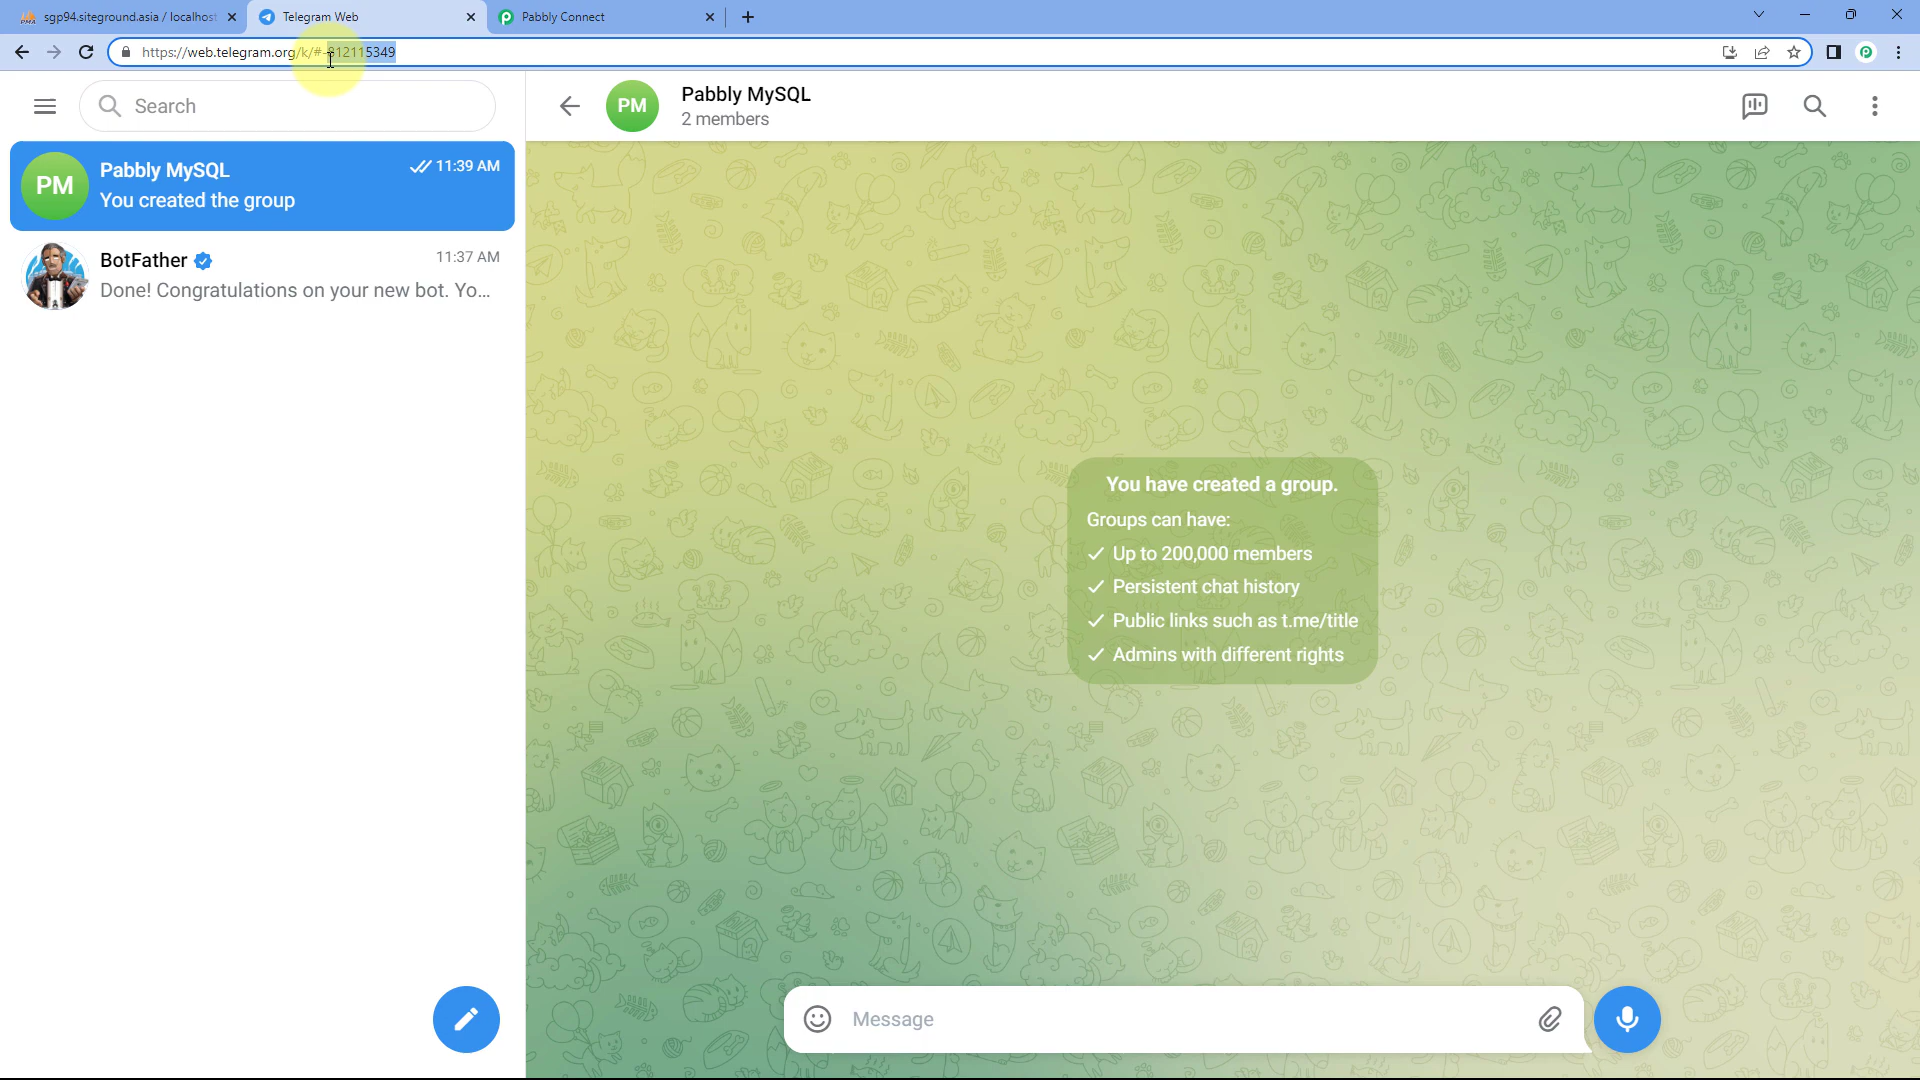 sgp94.siteground.asia / localhost
Telegram Web
Pabbly Connect
https://web.telegram.org/k/#-812115349
Search
PM
Pabbly MySQL
11:39 AM
You created the group
BotFather
11:37 AM
Done! Congratulations on your new bot. Yo...
PM
Pabbly MySQL
2 members
You have created a group.
Groups can have:
Up to 200,000 members
Persistent chat history
Public links such as t.me/title
Admins with different rights
Message